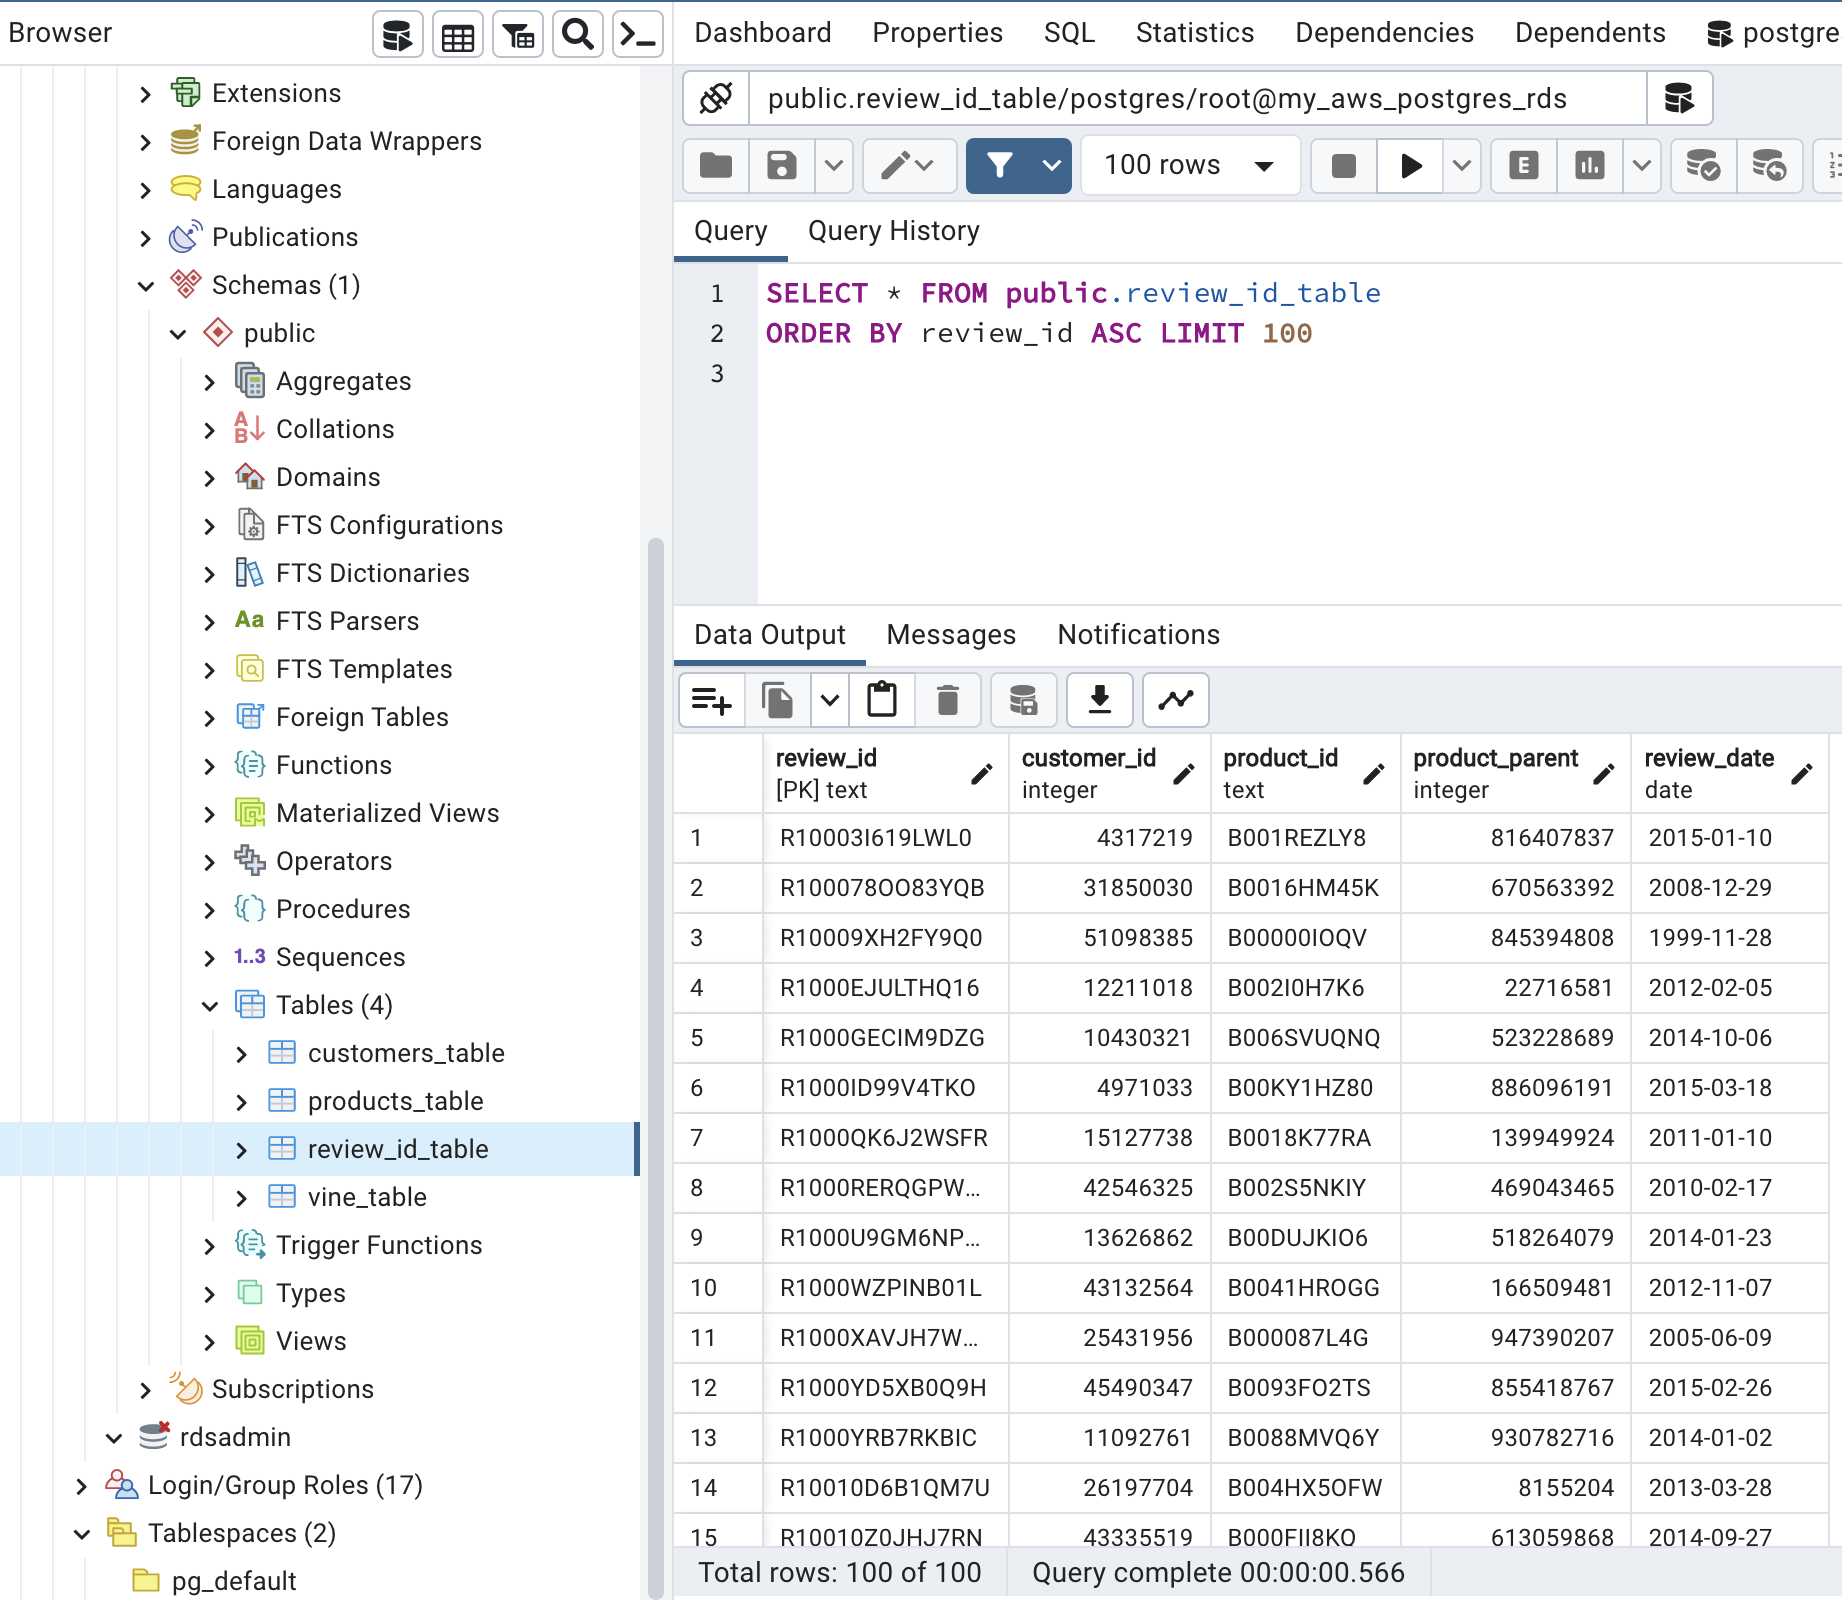 Browser
Dashboard Properties SQL Statistics Dependencies Dependents postgre
Extensions
Foreign Data Wrappers
Languages
Publications
Schemas (1)
public
Aggregates
Collations
Domains
FTS Configurations
FTS Dictionaries
Aa FTS Parsers
FTS Templates
Foreign Tables
Functions
Materialized Views
Operators
Procedures
1..3 Sequences
Tables (4)
customers_table
products_table
review_id_table
vine_table
Trigger Functions
Types
Views
Subscriptions
rdsadmin
Login/Group Roles (17)
Tablespaces (2)
pg_default
public.review_id_table/postgres/root@my_aws_postgres_rds
100 rows E
Query Query History
1 SELECT * FROM public.review_id_table
2 ORDER BY review_id ASC LIMIT 100
3
Data Output Messages Notifications
review_id customer_id product_id product_parent review_date
[PK] text integer text integer date
1 R10003I619LWL0 4317219 B001REZLY8 816407837 2015-01-10
2 R100078OO83YQB 31850030 B0016HM45K 670563392 2008-12-29
3 R10009XH2FY9Q0 51098385 B00000IOQV 845394808 1999-11-28
4 R1000EJULTHQ16 12211018 B002I0H7K6 22716581 2012-02-05
5 R1000GECIM9DZG 10430321 B006SVUQNQ 523228689 2014-10-06
6 R1000ID99V4TKO 4971033 B00KY1HZ80 886096191 2015-03-18
7 R1000QK6J2WSFR 15127738 B0018K77RA 139949924 2011-01-10
8 R1000RERQGPW... 42546325 B002S5NKIY 469043465 2010-02-17
9 R1000U9GM6NP... 13626862 B00DUJKIO6 518264079 2014-01-23
10 R1000WZPINB01L 43132564 B0041HROGG 166509481 2012-11-07
11 R1000XAVJH7W... 25431956 B000087L4G 947390207 2005-06-09
12 R1000YD5XB0Q9H 45490347 B0093FO2TS 855418767 2015-02-26
13 R1000YRB7RKBIC 11092761 B0088MVQ6Y 930782716 2014-01-02
14 R10010D6B1QM7U 26197704 B004HX5OFW 8155204 2013-03-28
15 R10010Z0JHJ7RN 43335519 B000FII8KQ 613059868 2014-09-27
Total rows: 100 of 100 Query complete 00:00:00.566